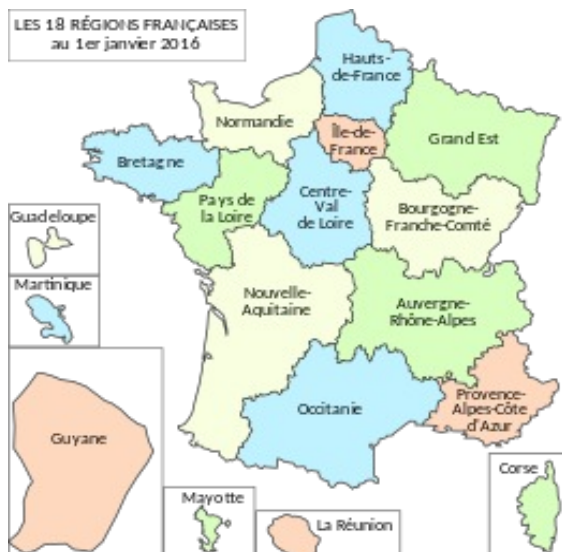 LES 18 RÉGIONS FRANÇAISES
au 1er janvier 2016
Hauts-
de-France
Normandie
Île-de-
France
Grand Est
Bretagne
Pays de
la Loire
Centre-
Val
de Loire
Bourgogne-
Franche-Comté
Guadeloupe
Martinique
Nouvelle-
Aquitaine
Auvergne-
Rhône-Alpes
Occitanie
Provence-
Alpes-Côte
d'Azur
Guyane
Mayotte
La Réunion
Corse